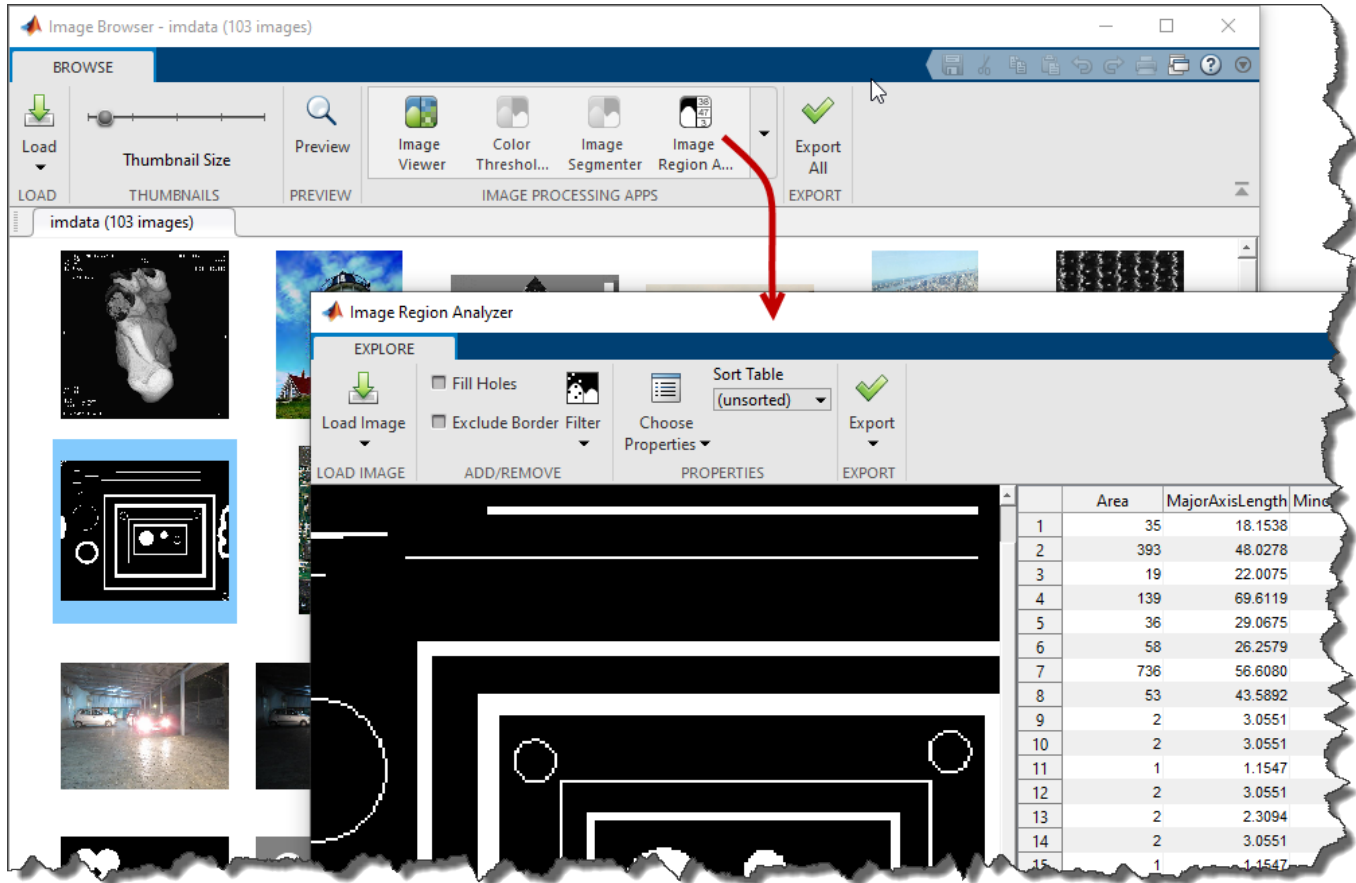 Image Browser - imdata (103 images)
BROWSE
Load
Thumbnail Size
Preview
Image Viewer
Color Threshol...
Image Segmenter
Image Region A...
Export All
LOAD
THUMBNAILS
PREVIEW
IMAGE PROCESSING APPS
EXPORT
imdata (103 images)
Image Region Analyzer
EXPLORE
Load Image
Fill Holes
Exclude Border
Filter
Choose Properties
Sort Table
(unsorted)
Export
LOAD IMAGE
ADD/REMOVE
PROPERTIES
EXPORT
Area MajorAxisLength
1 35 18.1538
2 393 48.0278
3 19 22.0075
4 139 69.6119
5 36 29.0675
6 58 26.2579
7 736 56.6080
8 53 43.5892
9 2 3.0551
10 2 3.0551
11 1 1.1547
12 2 3.0551
13 2 2.3094
14 2 3.0551
15 1 1.1547